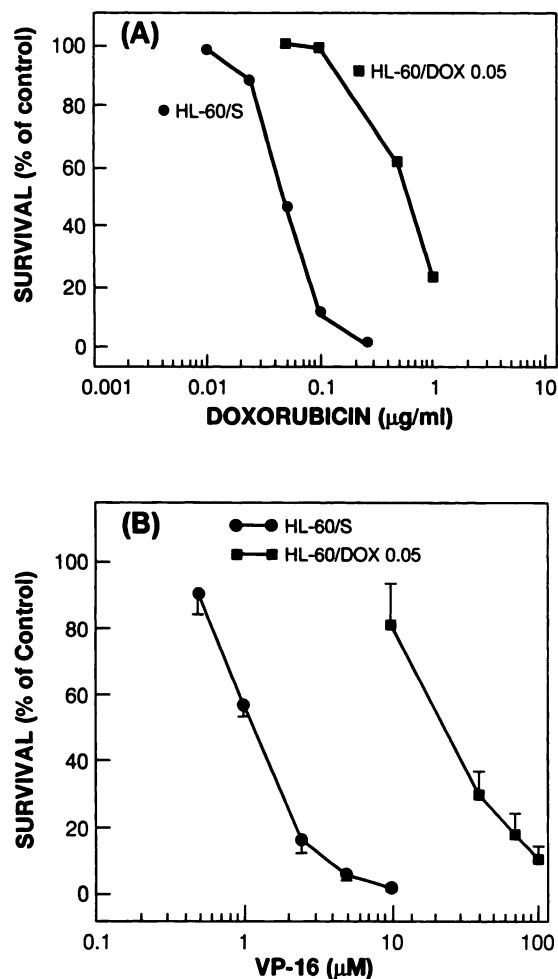 (A)
SURVIVAL (% of control)
100
80
60
40
20
0
HL-60/S
HL-60/DOX 0.05
0.001
0.01
0.1
1
10
DOXORUBICIN (μg/ml)
(B)
SURVIVAL (% of Control)
HL-60/S
HL-60/DOX 0.05
100
80
60
40
20
0
0.1
1
10
100
VP-16 (μM)